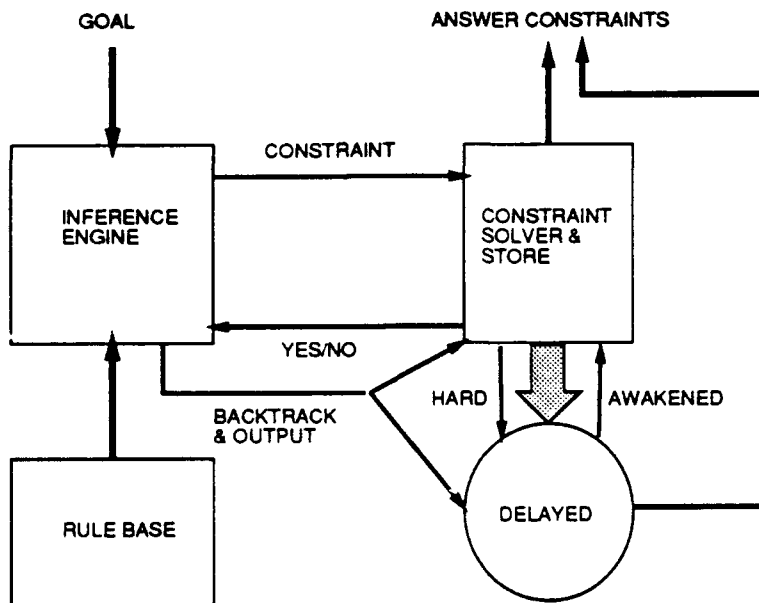 GOAL
ANSWER CONSTRAINTS
CONSTRAINT
INFERENCE
ENGINE
CONSTRAINT
SOLVER &
STORE
YES/NO
BACKTRACK
& OUTPUT
HARD
AWAKENED
RULE BASE
DELAYED